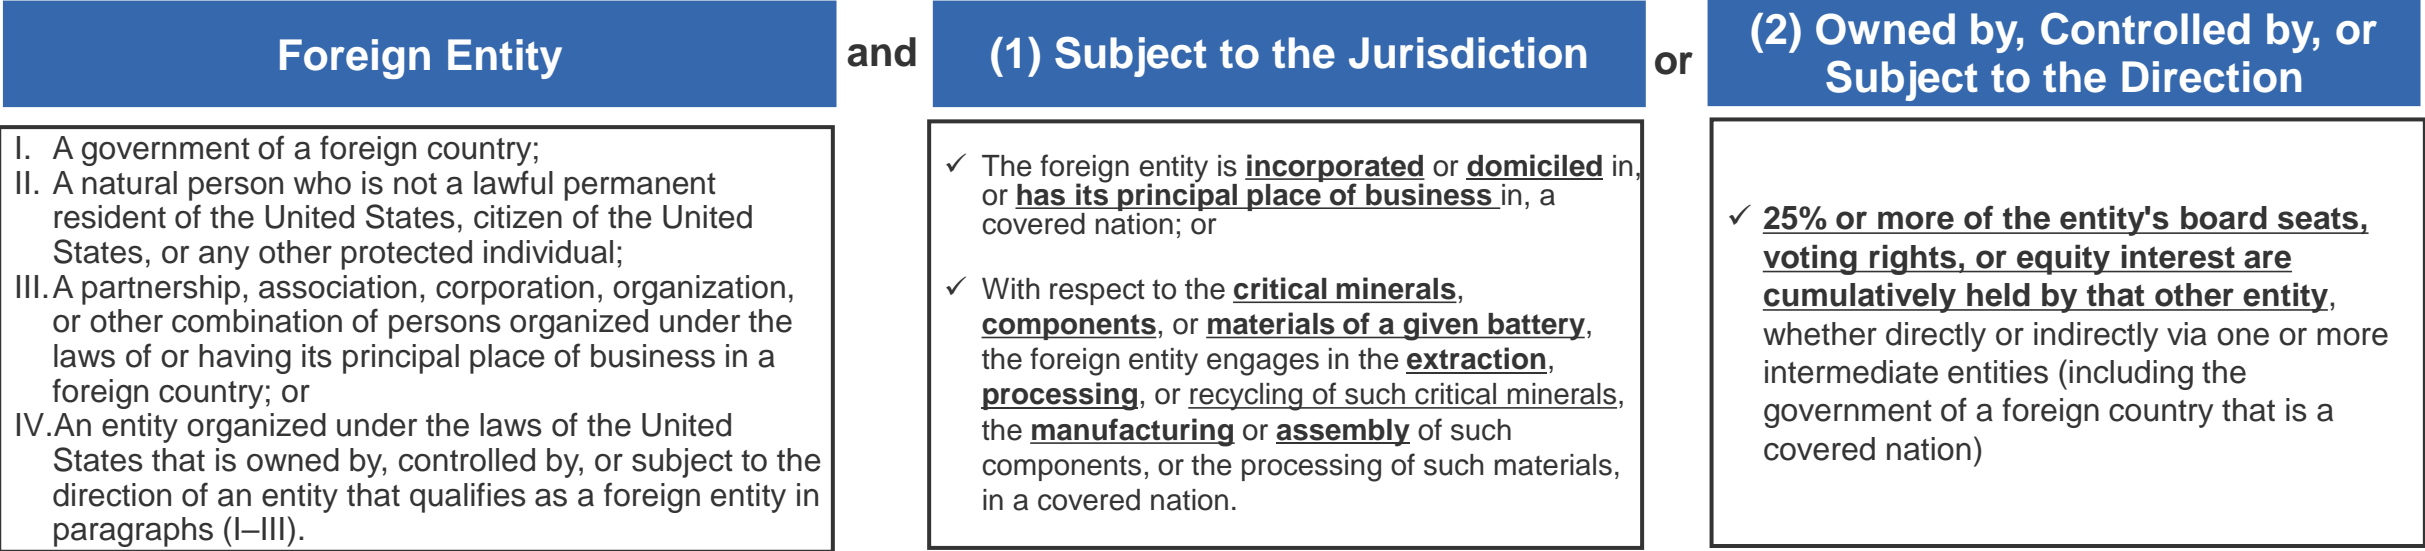 Foreign Entity
I. A government of a foreign country;
II. A natural person who is not a lawful permanent
resident of the United States, citizen of the United
States, or any other protected individual;
III. A partnership, association, corporation, organization,
or other combination of persons organized under the
laws of or having its principal place of business in a
foreign country; or
IV. An entity organized under the laws of the United
States that is owned by, controlled by, or subject to the
direction of an entity that qualifies as a foreign entity in
paragraphs (I–III).
and
(1) Subject to the Jurisdiction
✓ The foreign entity is incorporated or domiciled in,
or has its principal place of business in, a
covered nation; or
✓ With respect to the critical minerals,
components, or materials of a given battery,
the foreign entity engages in the extraction,
processing, or recycling of such critical minerals,
the manufacturing or assembly of such
components, or the processing of such materials,
in a covered nation.
or
(2) Owned by, Controlled by, or
Subject to the Direction
✓ 25% or more of the entity's board seats,
voting rights, or equity interest are
cumulatively held by that other entity,
whether directly or indirectly via one or more
intermediate entities (including the
government of a foreign country that is a
covered nation)